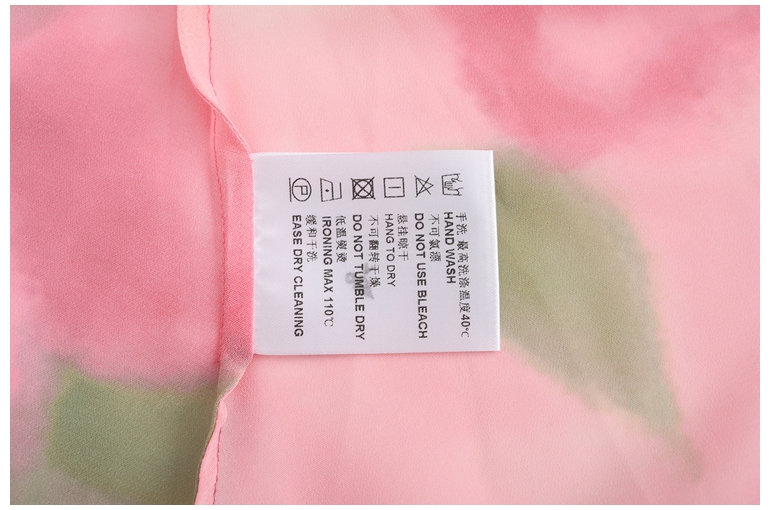 手洗 最高洗涤温度40℃
HAND WASH
不可氣漂
DO NOT USE BLEACH
悬挂晾干
HANG TO DRY
不可翻转干燥
DO NOT TUMBLE DRY
低温熨烫
IRONING MAX 110℃
缓和干洗
EASE DRY CLEANING
P